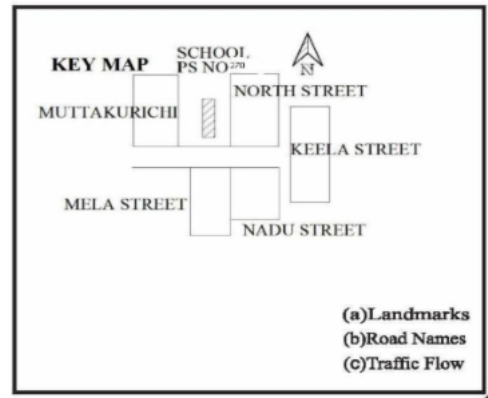 KEY MAP
SCHOOL
PS NO 270
N
NORTH STREET
MUTTAKURICHI
KEELA STREET
MELA STREET
NADU STREET
(a)Landmarks
(b)Road Names
(c)Traffic Flow